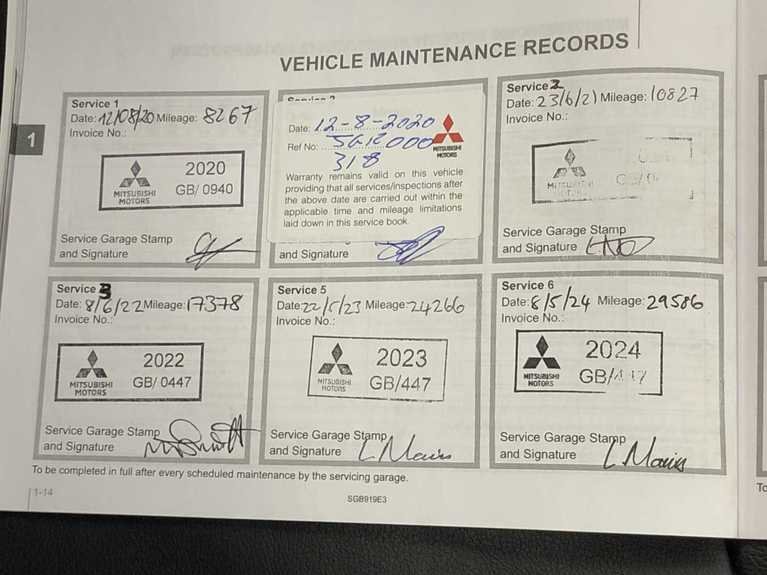 VEHICLE MAINTENANCE RECORDS
1
Service 1
Date: 12/08/20 Mileage: 8267
Invoice No.:
MITSUBISHI
MOTORS
2020
GB/ 0940
Service Garage Stamp
and Signature
Date: 12-8-2020
Ref No: SG12000
318
MITSUBISHI
MOTORS
Warranty remains valid on this vehicle
providing that all services/inspections after
the above date are carried out within the
applicable time and mileage limitations
laid down in this service book.
and Signature
Service 2
Date: 23/6/21 Mileage: 10827
Invoice No.:
Service Garage Stamp
and Signature
Service 3
Date: 8/6/22 Mileage: 17378
Invoice No.:
MITSUBISHI
MOTORS
2022
GB/ 0447
Service Garage Stamp
and Signature
Service 5
Date: 22/5/23 Mileage: 24266
Invoice No.:
MITSUBISHI
MOTORS
2023
GB/447
Service Garage Stamp
and Signature
L Mains
Service 6
Date: 8/5/24 Mileage: 29586
Invoice No.:
MITSUBISHI
MOTORS
2024
GB/447
Service Garage Stamp
and Signature
L Mains
To be completed in full after every scheduled maintenance by the servicing garage.
To
1-14
SGB919E3